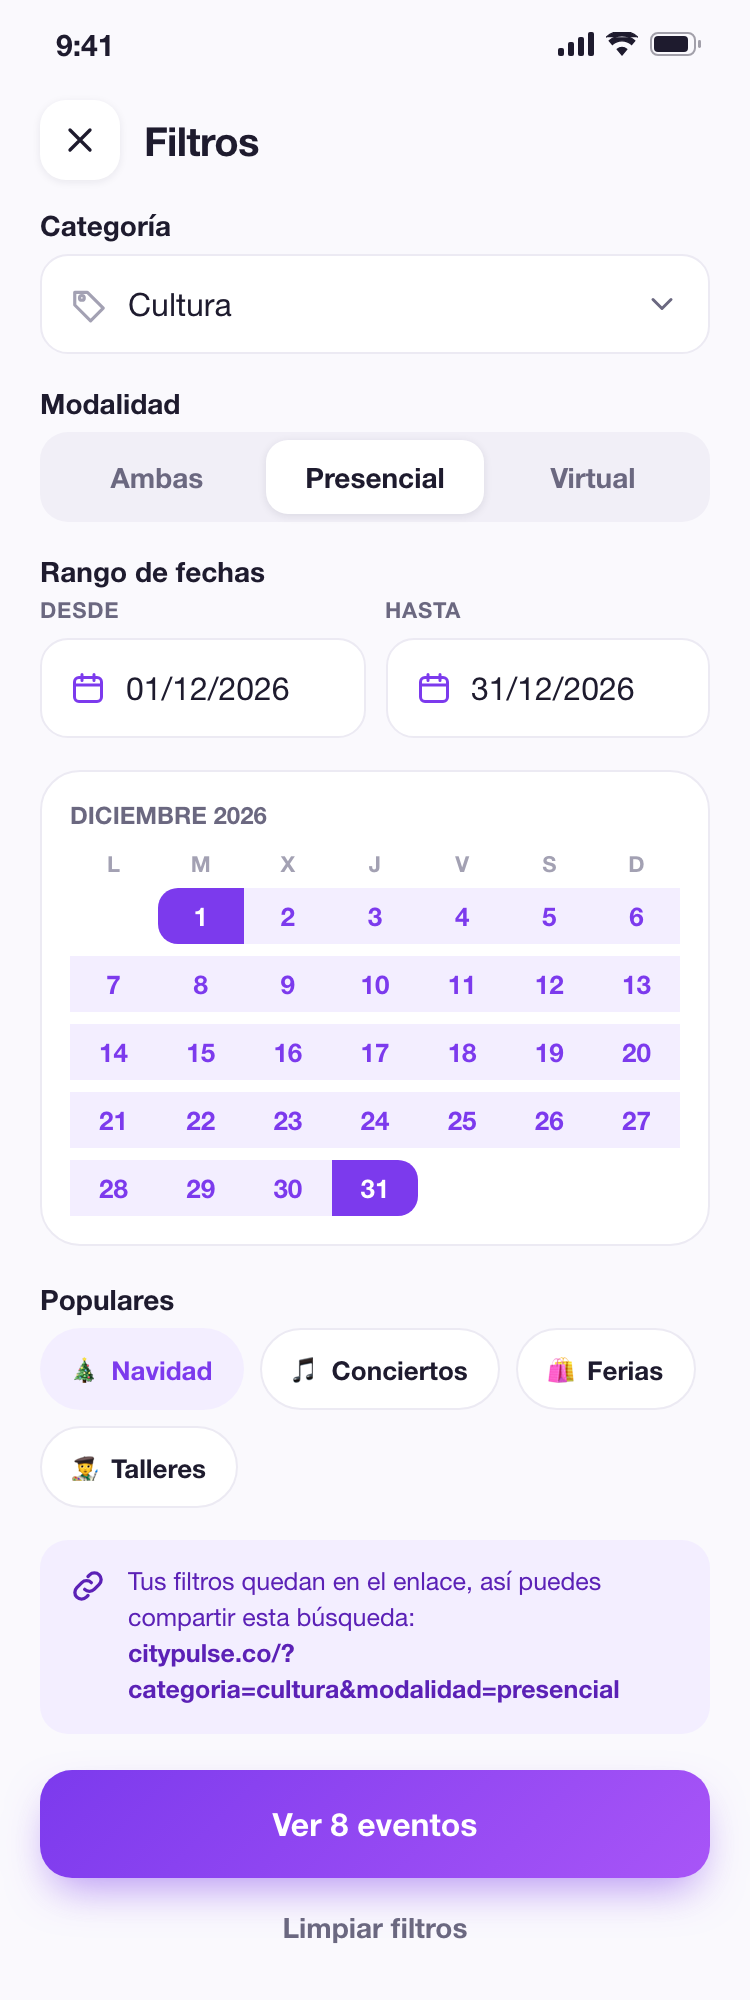 9:41
Filtros
Categoría
Cultura
Modalidad
Ambas Presencial Virtual
Rango de fechas
DESDE HASTA
01/12/2026 31/12/2026
DICIEMBRE 2026
L M X J V S D
1 2 3 4 5 6
7 8 9 10 11 12 13
14 15 16 17 18 19 20
21 22 23 24 25 26 27
28 29 30 31
Populares
Navidad Conciertos Ferias
Talleres
Tus filtros quedan en el enlace, así puedes
compartir esta búsqueda:
citypulse.co/?
categoria=cultura&modalidad=presencial
Ver 8 eventos
Limpiar filtros